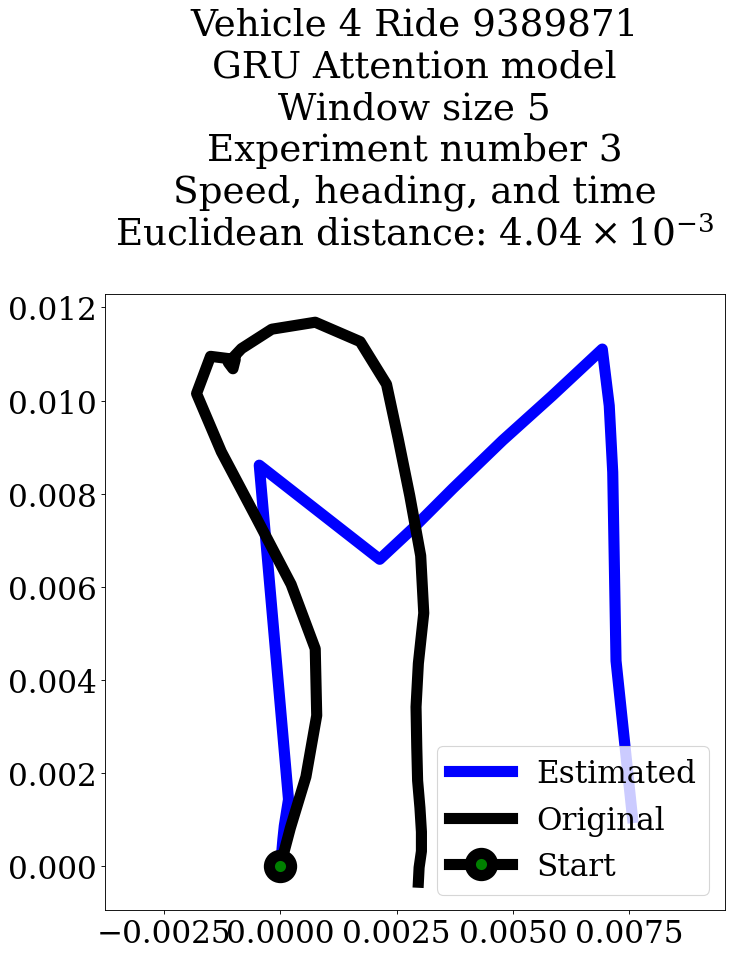 Vehicle 4 Ride 9389871
GRU Attention model
Window size 5
Experiment number 3
Speed, heading, and time
Euclidean distance: 4.04 × 10⁻³
0.012
0.010
0.008
0.006
0.004
0.002
0.000
Estimated
Original
Start
−0.0025 0.0000 0.0025 0.0050 0.0075